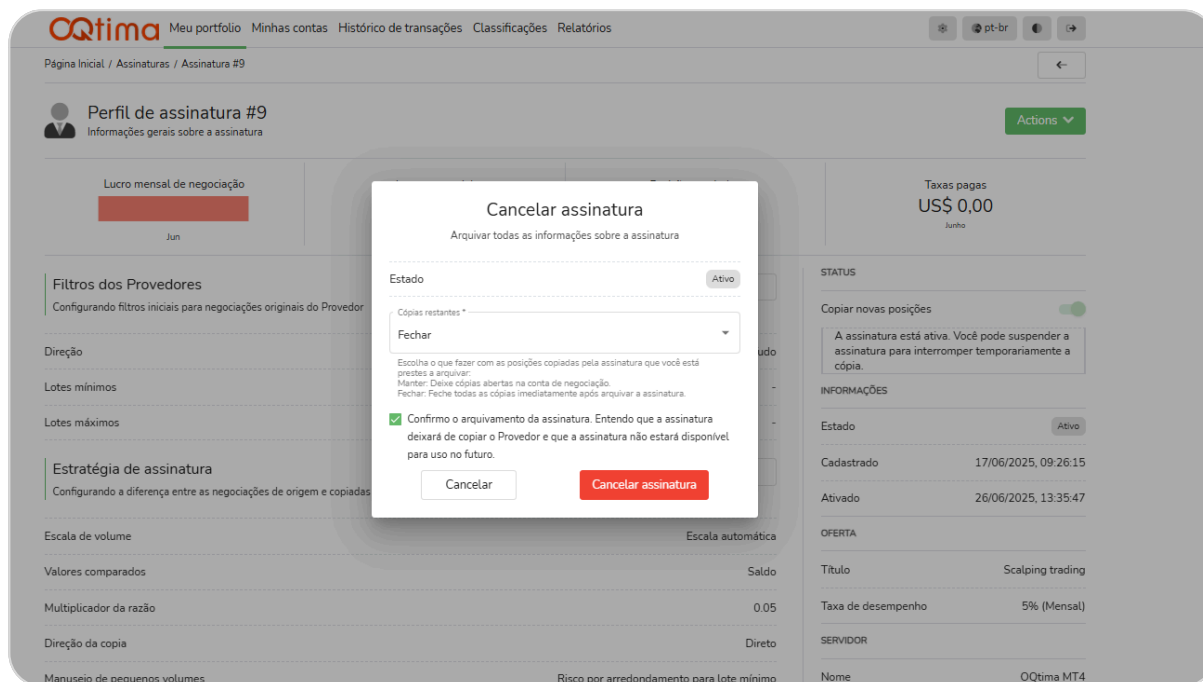 OQtima Meu portfolio Minhas contas Histórico de transações Classificações Relatórios pt-br
Página Inicial / Assinaturas / Assinatura #9
Perfil de assinatura #9
Informações gerais sobre a assinatura
Actions
Lucro mensal de negociação
Jun
Taxas pagas
US$ 0,00
Junho
Filtros dos Provedores
Configurando filtros iniciais para negociações originais do Provedor
Direção
Lotes mínimos -
Lotes máximos -
Estratégia de assinatura
Configurando a diferença entre as negociações de origem e copiadas
Escala de volume Escala automática
Valores comparados Saldo
Multiplicador da razão 0.05
Direção da copia Direto
Manuseio de pequenos volumes Risco por arredondamento para lote mínimo
Cancelar assinatura
Arquivar todas as informações sobre a assinatura
Estado Ativo
Cópias restantes *
Fechar
Escolha o que fazer com as posições copiadas pela assinatura que você está
prestes a arquivar:
Manter: Deixe cópias abertas na conta de negociação.
Fechar: Feche todas as cópias imediatamente após arquivar a assinatura.
Confirmo o arquivamento da assinatura. Entendo que a assinatura
deixará de copiar o Provedor e que a assinatura não estará disponível
para uso no futuro.
Cancelar Cancelar assinatura
STATUS
Copiar novas posições
A assinatura está ativa. Você pode suspender a
assinatura para interromper temporariamente a
cópia.
INFORMAÇÕES
Estado Ativo
Cadastrado 17/06/2025, 09:26:15
Ativado 26/06/2025, 13:35:47
OFERTA
Título Scalping trading
Taxa de desempenho 5% (Mensal)
SERVIDOR
Nome OQtima MT4